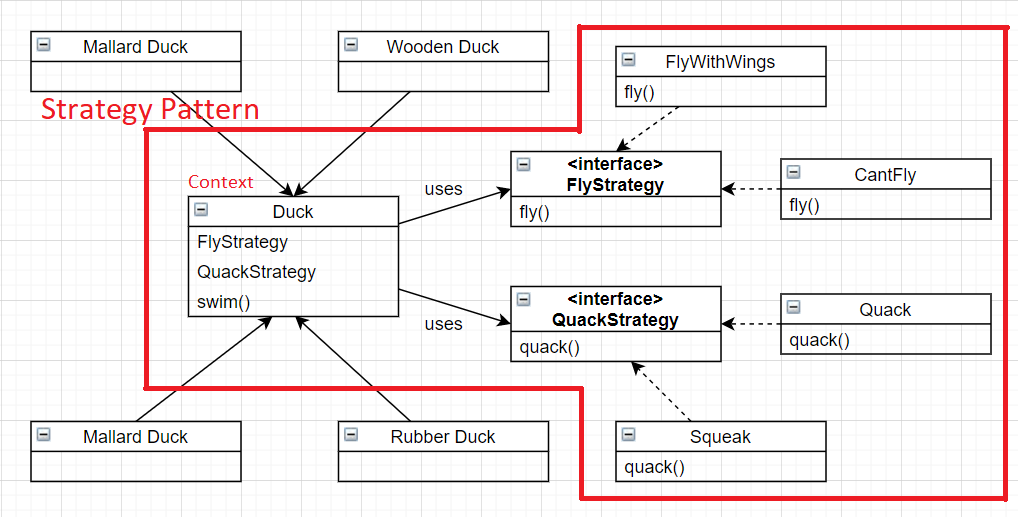 Mallard Duck
Wooden Duck
FlyWithWings
fly()
Strategy Pattern
<interface>
FlyStrategy
fly()
CantFly
fly()
Context
uses
Duck
FlyStrategy
QuackStrategy
swim()
uses
<interface>
QuackStrategy
quack()
Quack
quack()
Mallard Duck
Rubber Duck
Squeak
quack()